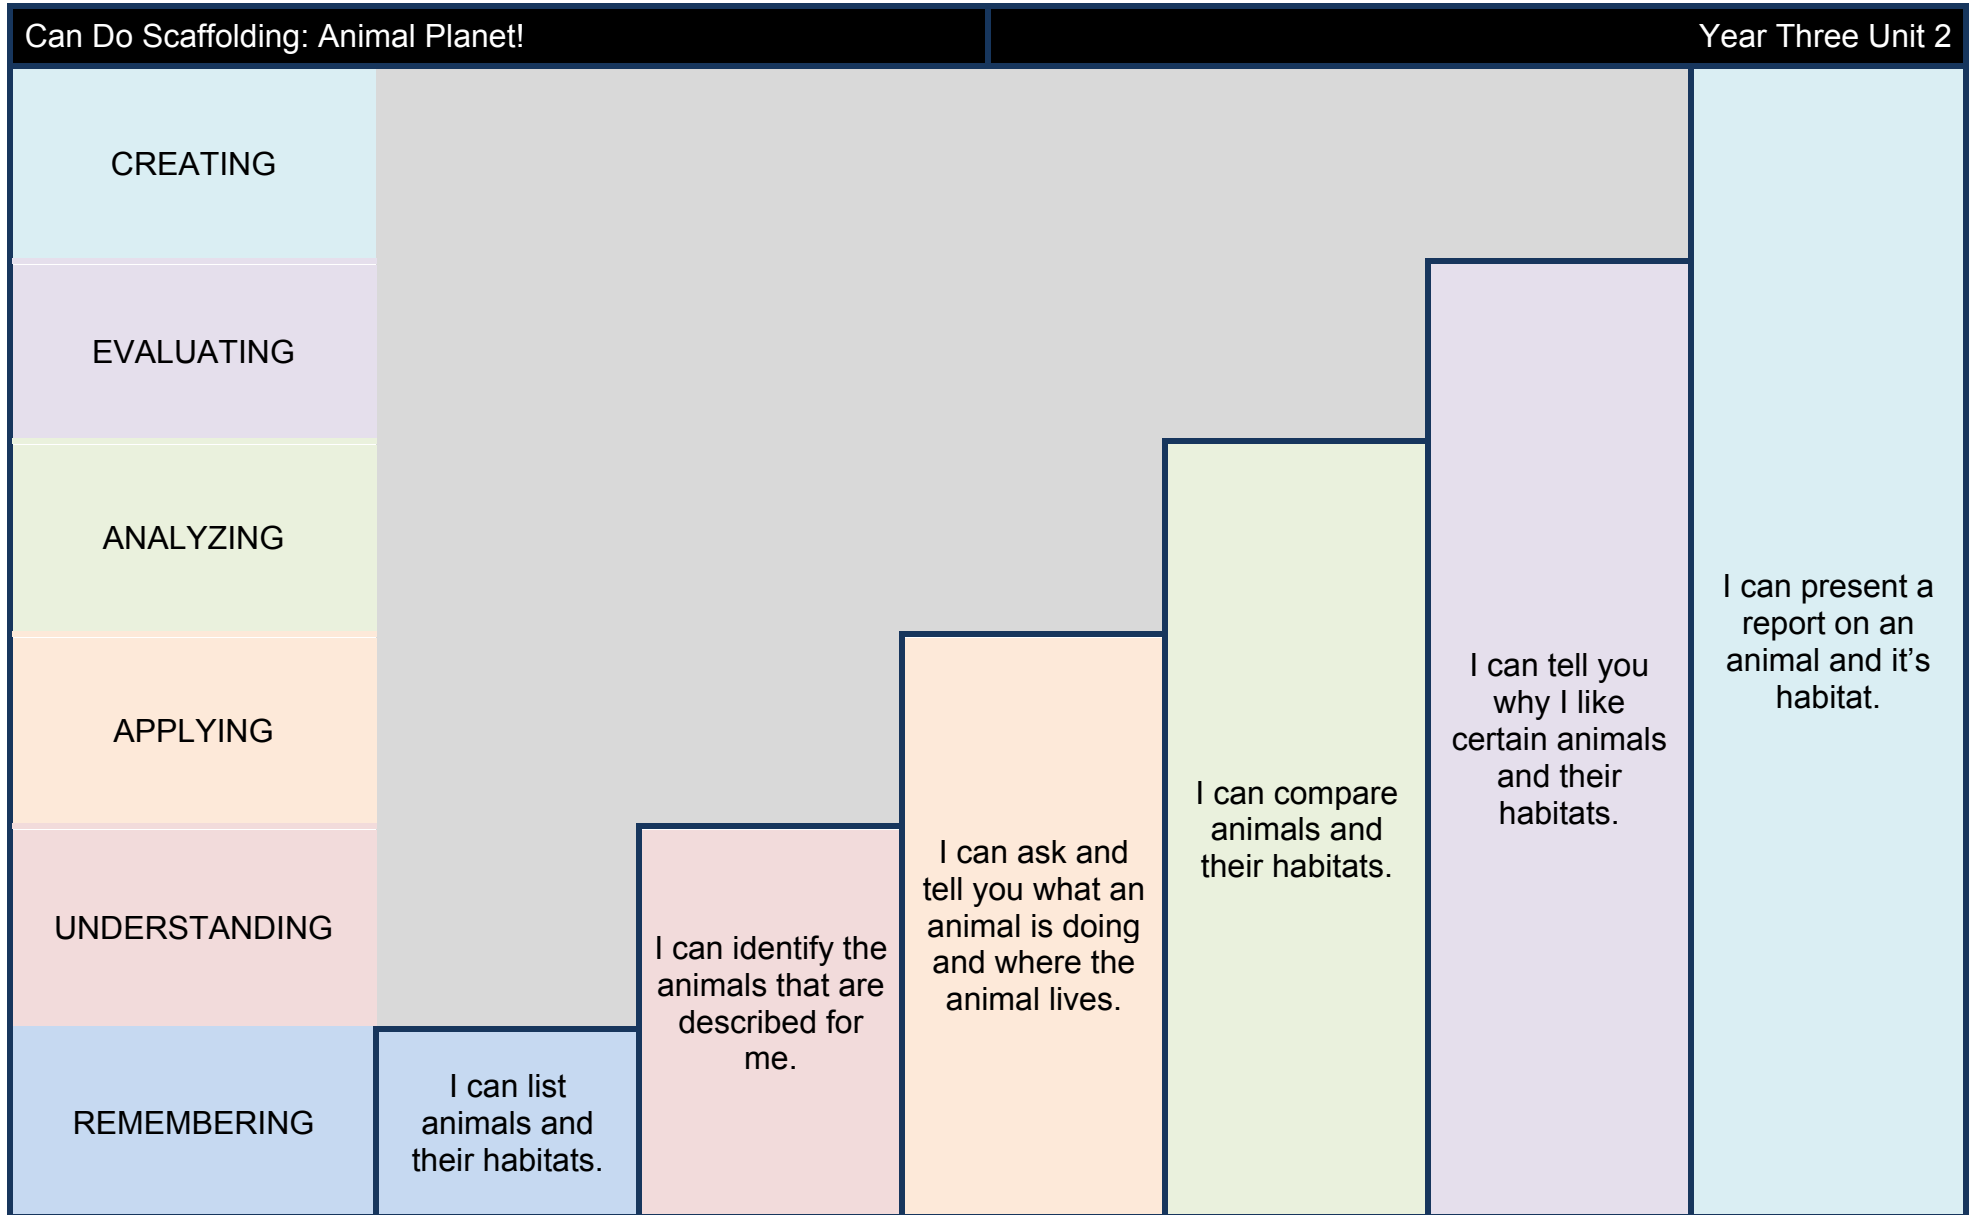 Can Do Scaffolding: Animal Planet!
Year Three Unit 2
CREATING
EVALUATING
ANALYZING
APPLYING
UNDERSTANDING
REMEMBERING
I can list
animals and
their habitats.
I can identify the
animals that are
described for
me.
I can ask and
tell you what an
animal is doing
and where the
animal lives.
I can compare
animals and
their habitats.
I can tell you
why I like
certain animals
and their
habitats.
I can present a
report on an
animal and it’s
habitat.